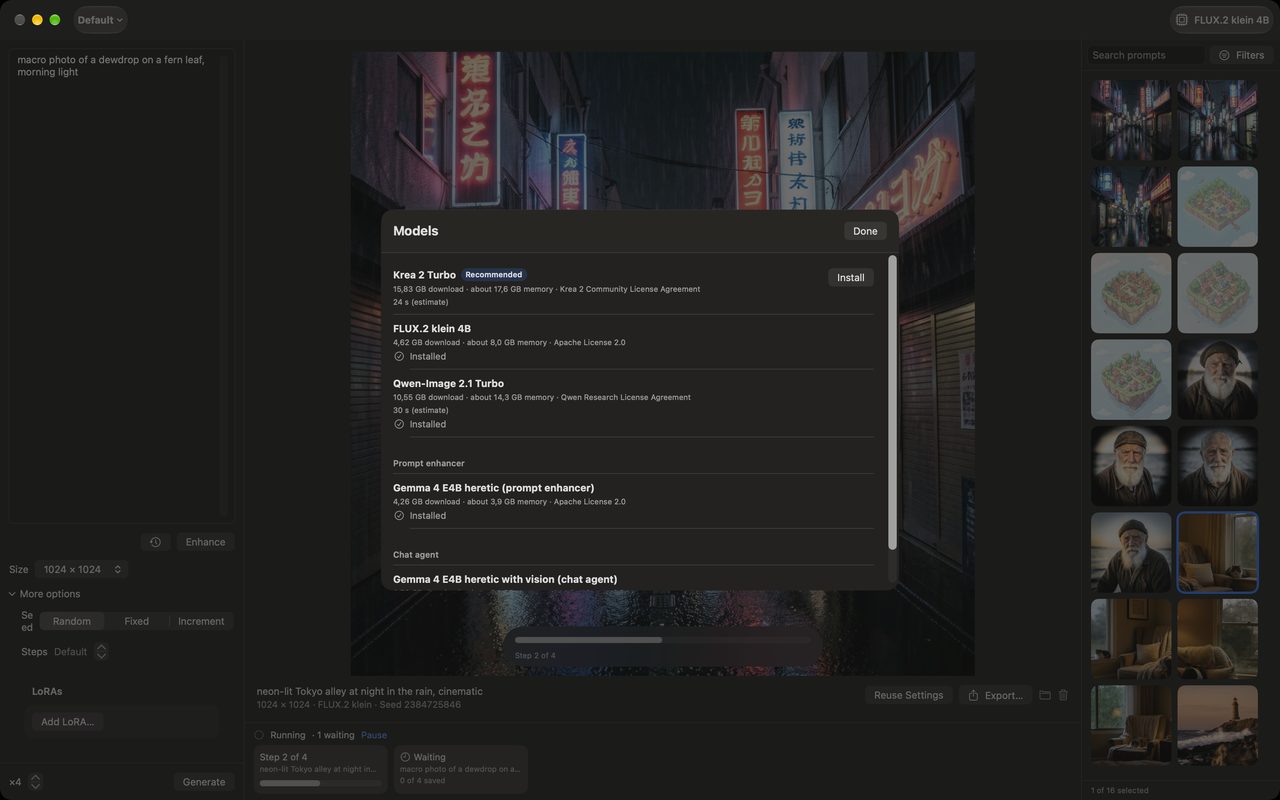 Default
FLUX.2 klein 4B
macro photo of a dewdrop on a fern leaf,
morning light
Search prompts
Filters
Models
Done
Krea 2 Turbo Recommended
Install
15,83 GB download · about 17,6 GB memory · Krea 2 Community License Agreement
24 s (estimate)
FLUX.2 klein 4B
4,62 GB download · about 8,0 GB memory · Apache License 2.0
Installed
Qwen-Image 2.1 Turbo
10,55 GB download · about 14,3 GB memory · Qwen Research License Agreement
30 s (estimate)
Installed
Prompt enhancer
Gemma 4 E4B heretic (prompt enhancer)
4,26 GB download · about 3,9 GB memory · Apache License 2.0
Installed
Chat agent
Gemma 4 E4B heretic with vision (chat agent)
Enhance
Size 1024 × 1024
More options
Se
ed
Random Fixed Increment
Steps Default
LoRAs
Add LoRA...
×4
Generate
Step 2 of 4
neon-lit Tokyo alley at night in the rain, cinematic
1024 × 1024 · FLUX.2 klein · Seed 2384725846
Reuse Settings
Export...
Running · 1 waiting Pause
Step 2 of 4
neon-lit Tokyo alley at night in...
Waiting
macro photo of a dewdrop on a...
0 of 4 saved
1 of 16 selected